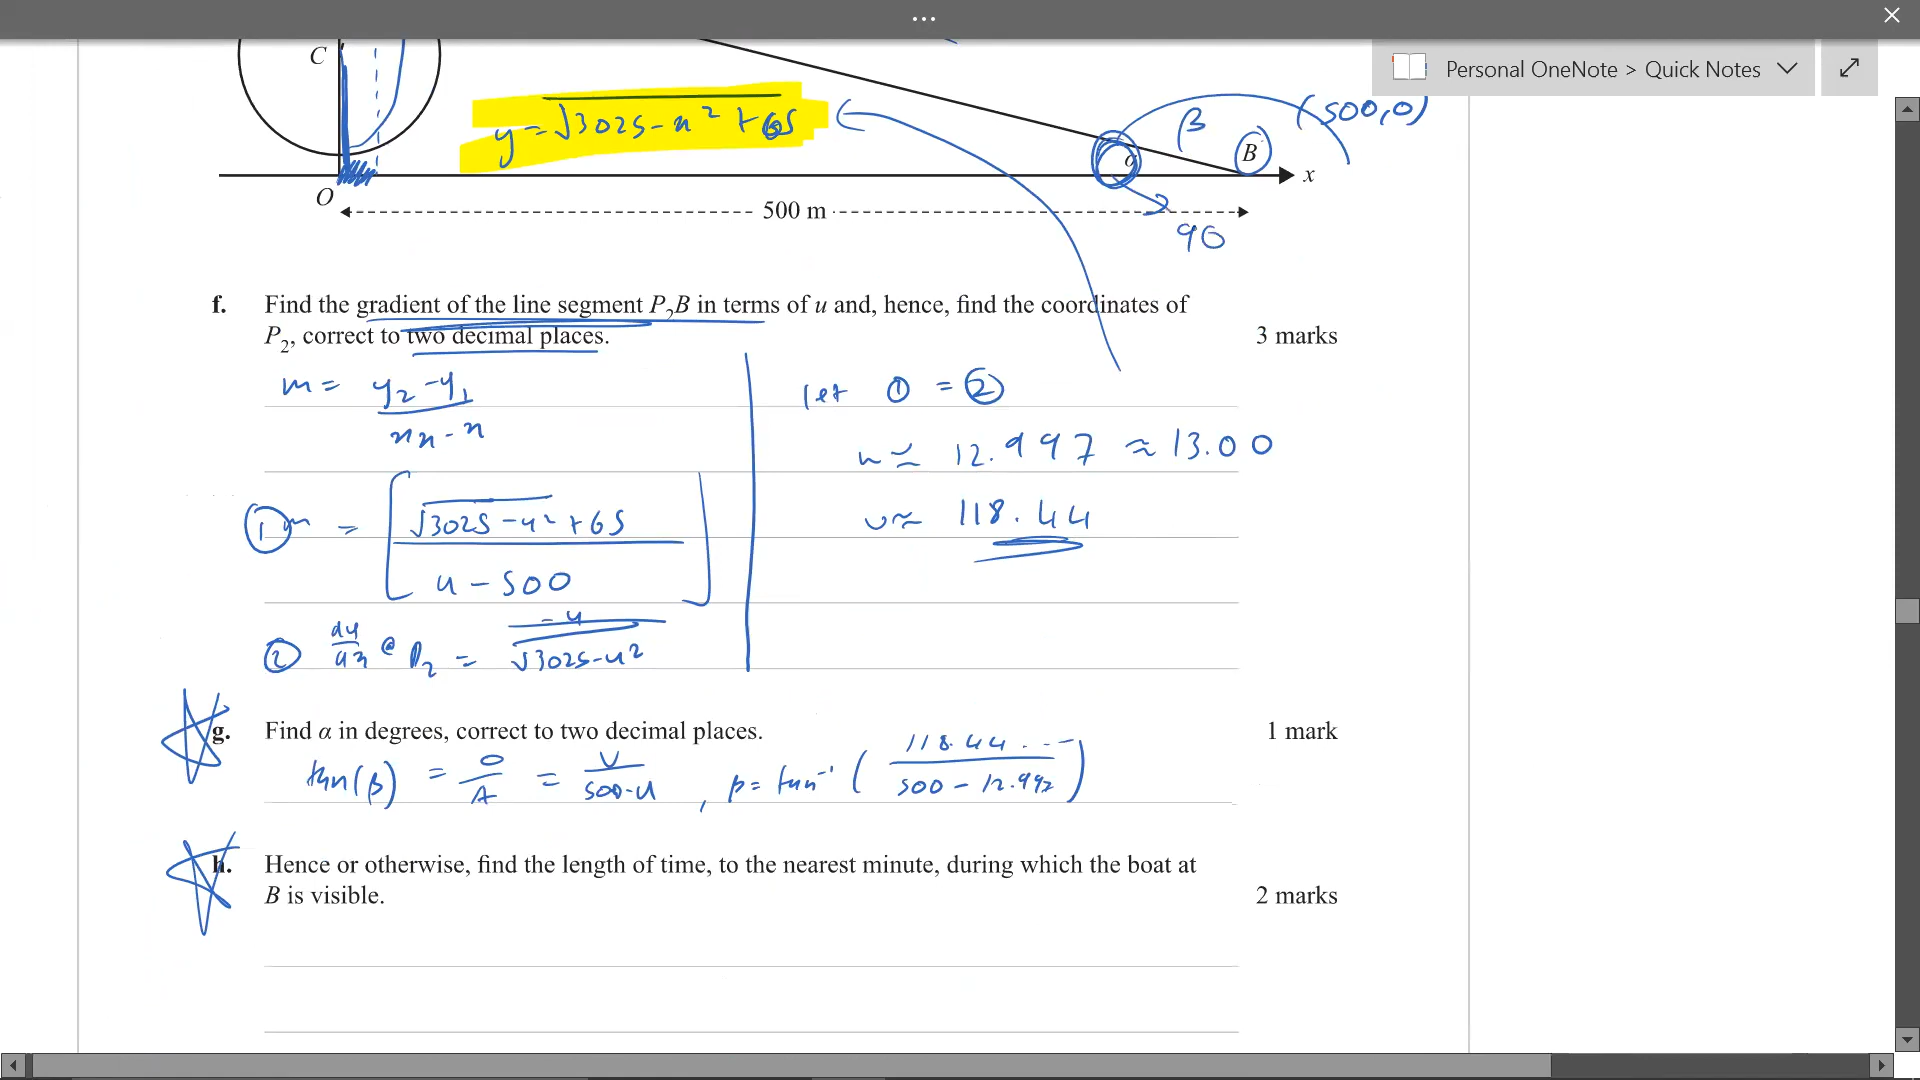 ...
Personal OneNote > Quick Notes
C
y = √3025 - x² + 65
β
(500,0)
α
B
x
O
500 m
90
f. Find the gradient of the line segment P₂B in terms of u and, hence, find the coordinates of
P₂, correct to two decimal places. 3 marks
m = y₂ - y₁
let ① = ②
u ≈ 12.997 ≈ 13.00
① m = √3025 - u² + 65
u - 500
v ≈ 118.44
② dy/dx @ P₂ = -u / √3025 - u²
g. Find α in degrees, correct to two decimal places. 1 mark
tan(β) = O/A = v/500-u , β = tan⁻¹ ( 118.44 ... / 500 - 12.992 )
h. Hence or otherwise, find the length of time, to the nearest minute, during which the boat at
B is visible. 2 marks